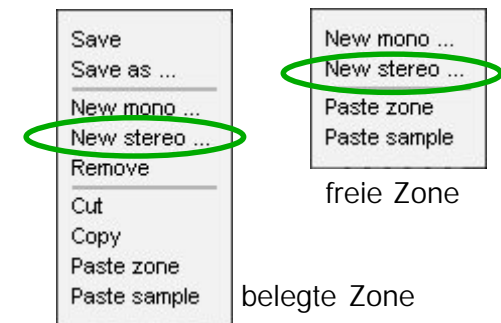 Save
Save as ...
New mono ...
New stereo ...
Remove
Cut
Copy
Paste zone
Paste sample
belegte Zone
New mono ...
New stereo ...
Paste zone
Paste sample
freie Zone